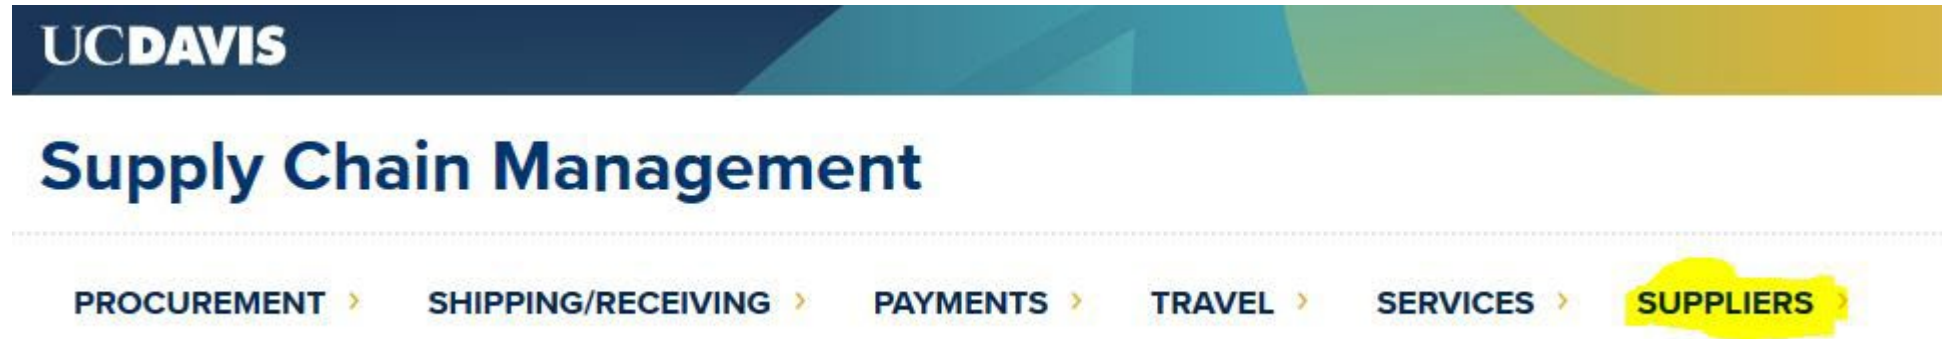 UCDAVIS
Supply Chain Management
PROCUREMENT > SHIPPING/RECEIVING > PAYMENTS > TRAVEL > SERVICES > SUPPLIERS >